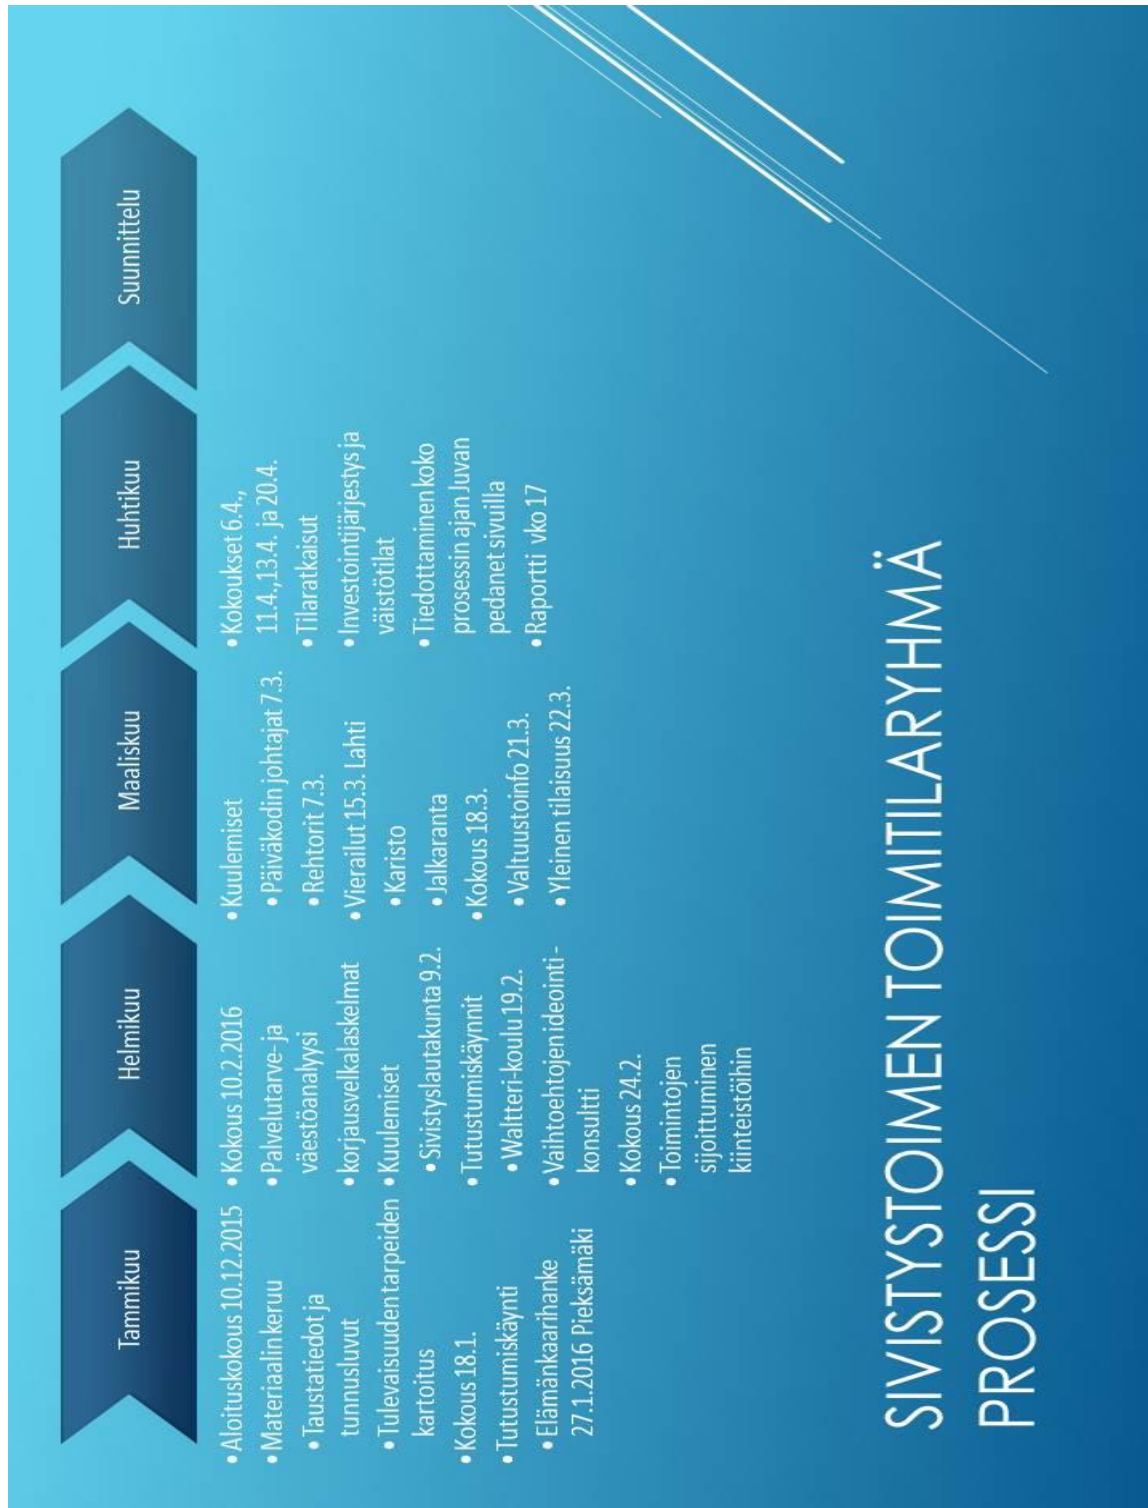 Tammikuu
• Aloituskokous 10.12.2015
• Materiaalin keruu
• Taustatiedot ja
tunnusluvut
• Tulevaisuuden tarpeiden
kartoitus
• Kokous 18.1.
• Tutustumiskäynti
• Elämänkaarihanke
27.1.2016 Pieksämäki
Helmikuu
• Kokous 10.2.2016
• Palvelutarve- ja
väestöanalyysi
• korjausvelkalaskelmat
• Kuulemiset
• Sivistyslautakunta 9.2.
• Tutustumiskäynnit
• Waltteri-koulu 19.2.
• Vaihtoehtojen ideointi -
konsultti
• Kokous 24.2.
• Toimintojen
sijoittuminen
kiinteistöihin
Maaliskuu
• Kuulemiset
• Päiväkodin johtajat 7.3.
• Rehtorit 7.3.
• Vierailut 15.3. Lahti
• Karisto
• Jalkaranta
• Kokous 18.3.
• Valtuustoinfo 21.3.
• Yleinen tilaisuus 22.3.
Huhtikuu
• Kokoukset 6.4.,
11.4.,13.4. ja 20.4.
• Tilaratkaisut
• Investointijärjestys ja
väistötilat
• Tiedottaminen koko
prosessin ajan Juvan
pedanet sivuilla
• Raportti vko 17
Suunnittelu
SIVISTYSTOIMEN TOIMITILARYHMÄ
PROSESSI